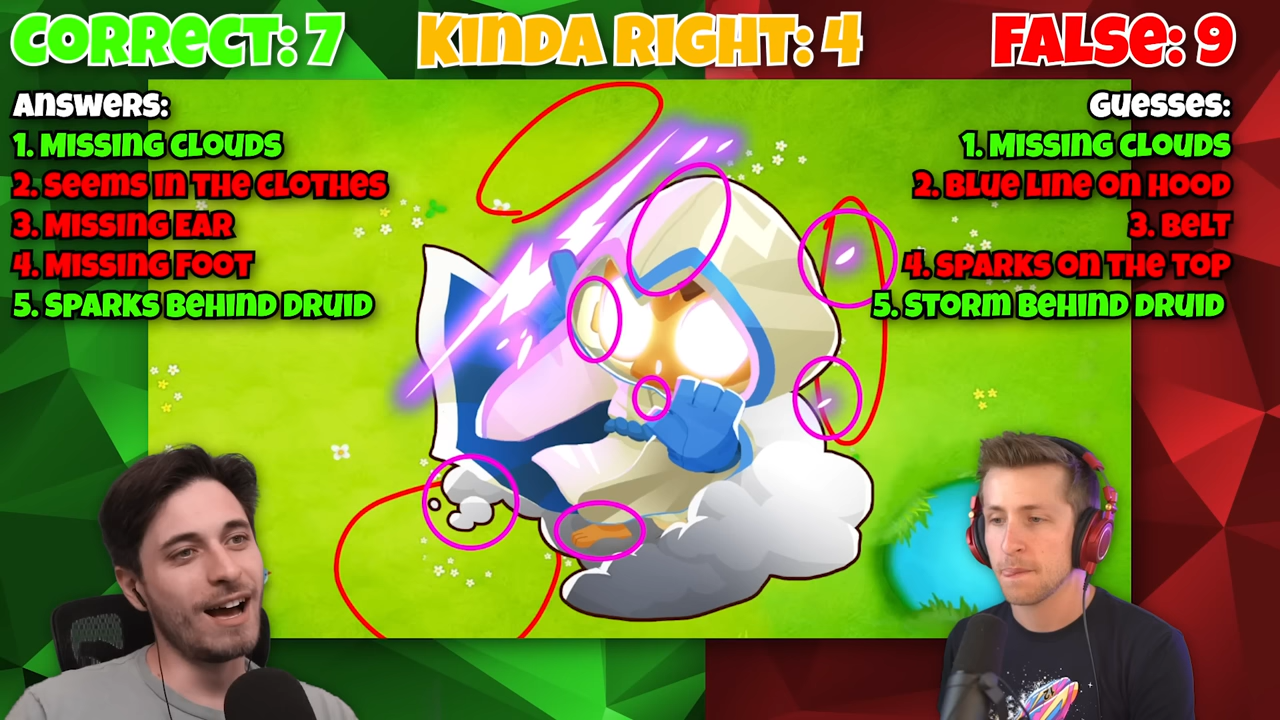 CORRECT: 7
KINDA RIGHT: 4
FALSE: 9
ANSWERS:
1. MISSING CLOUDS
2. SEEMS IN THE CLOTHES
3. MISSING EAR
4. MISSING FOOT
5. SPARKS BEHIND DRUID
GUESSES:
1. MISSING CLOUDS
2. BLUE LINE ON HOOD
3. BELT
4. SPARKS ON THE TOP
5. STORM BEHIND DRUID